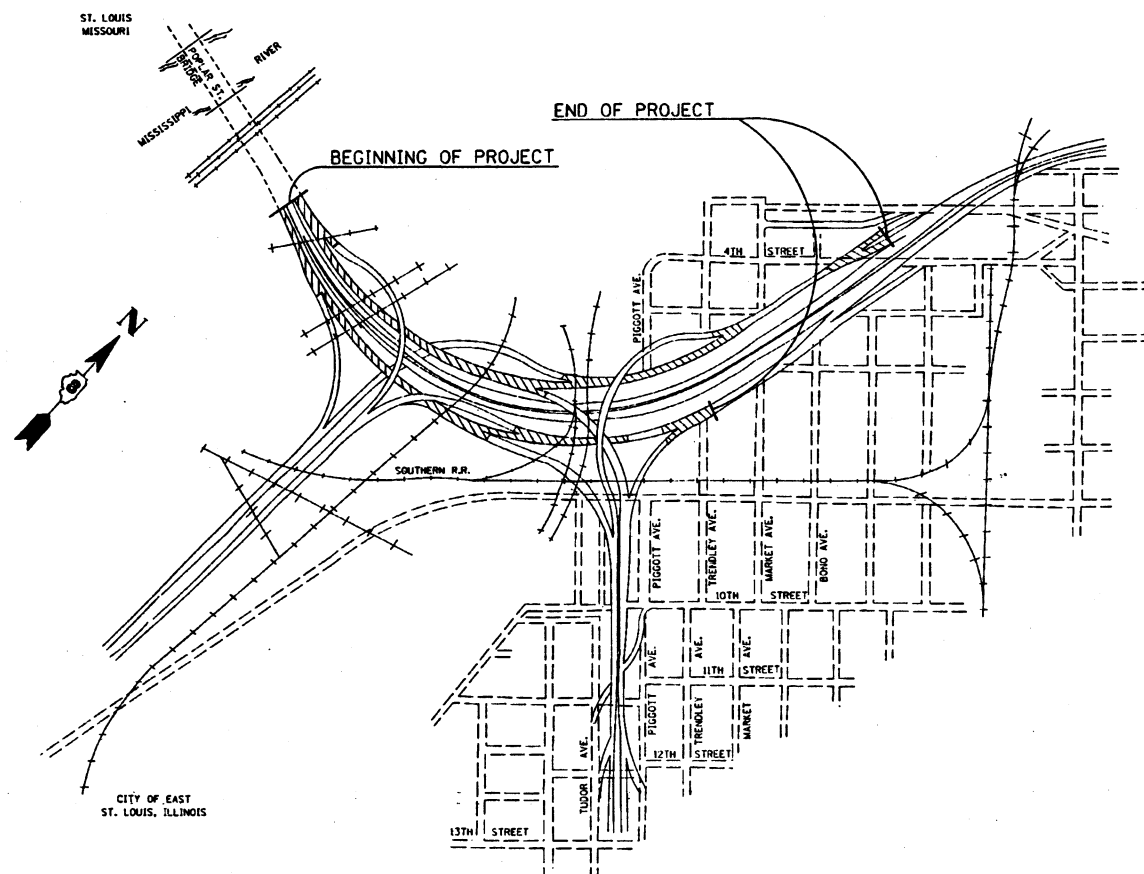 ST. LOUIS
MISSOURI
POPLAR ST.
BRIDGE
RIVER
MISSISSIPPI
END OF PROJECT
BEGINNING OF PROJECT
N
4TH STREET
PIGGOTT AVE.
SOUTHERN R.R.
PIGGOTT AVE.
TRENDLEY AVE.
MARKET AVE.
BOND AVE.
10TH STREET
PIGGOTT AVE.
TRENDLEY AVE.
MARKET AVE.
11TH STREET
12TH STREET
TUDOR AVE.
CITY OF EAST
ST. LOUIS, ILLINOIS
13TH STREET